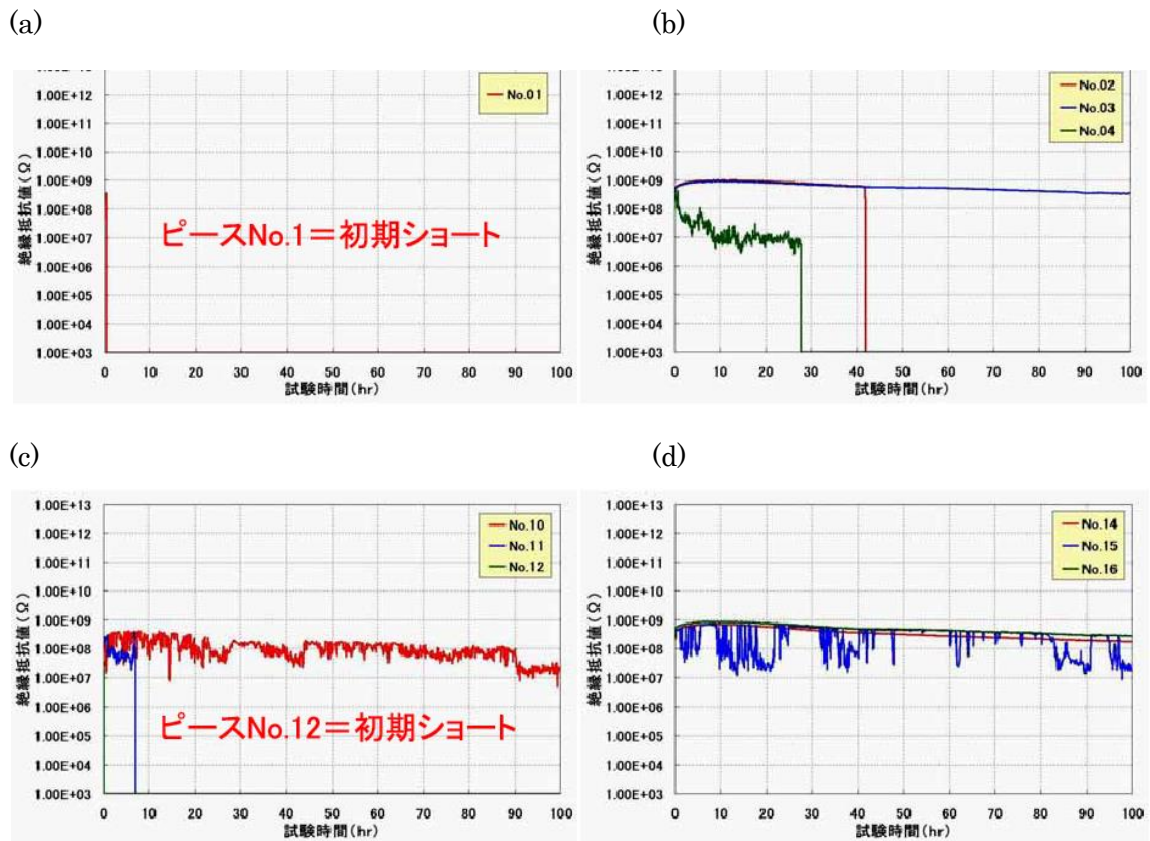 (a)
1.00E+12
1.00E+11
1.00E+10
1.00E+09
1.00E+08
1.00E+07
1.00E+06
1.00E+05
1.00E+04
1.00E+03
絶縁抵抗値(Ω)
No.01
ピースNo.1=初期ショート
0 10 20 30 40 50 60 70 80 90 100
試験時間(hr)
(b)
1.00E+12
1.00E+11
1.00E+10
1.00E+09
1.00E+08
1.00E+07
1.00E+06
1.00E+05
1.00E+04
1.00E+03
絶縁抵抗値(Ω)
No.02
No.03
No.04
0 10 20 30 40 50 60 70 80 90 100
試験時間(hr)
(c)
1.00E+13
1.00E+12
1.00E+11
1.00E+10
1.00E+09
1.00E+08
1.00E+07
1.00E+06
1.00E+05
1.00E+04
1.00E+03
絶縁抵抗値(Ω)
No.10
No.11
No.12
ピースNo.12=初期ショート
0 10 20 30 40 50 60 70 80 90 100
試験時間(hr)
(d)
1.00E+13
1.00E+12
1.00E+11
1.00E+10
1.00E+09
1.00E+08
1.00E+07
1.00E+06
1.00E+05
1.00E+04
1.00E+03
絶縁抵抗値(Ω)
No.14
No.15
No.16
0 10 20 30 40 50 60 70 80 90 100
試験時間(hr)